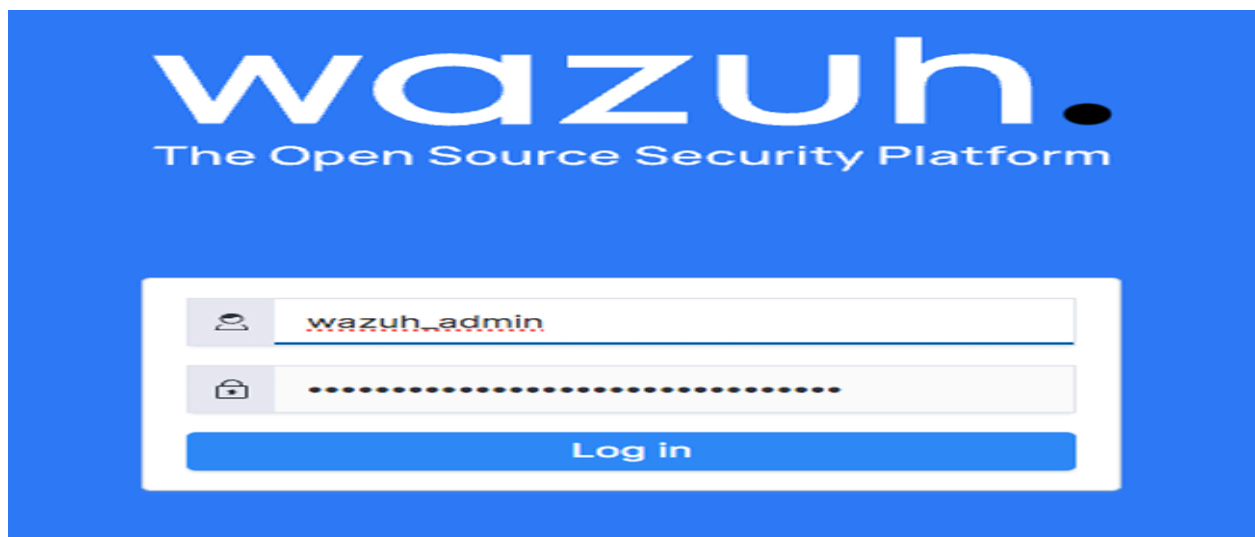 wazuh.
The Open Source Security Platform
wazuh_admin
••••••••••••••••••••••••••••••••
Log in